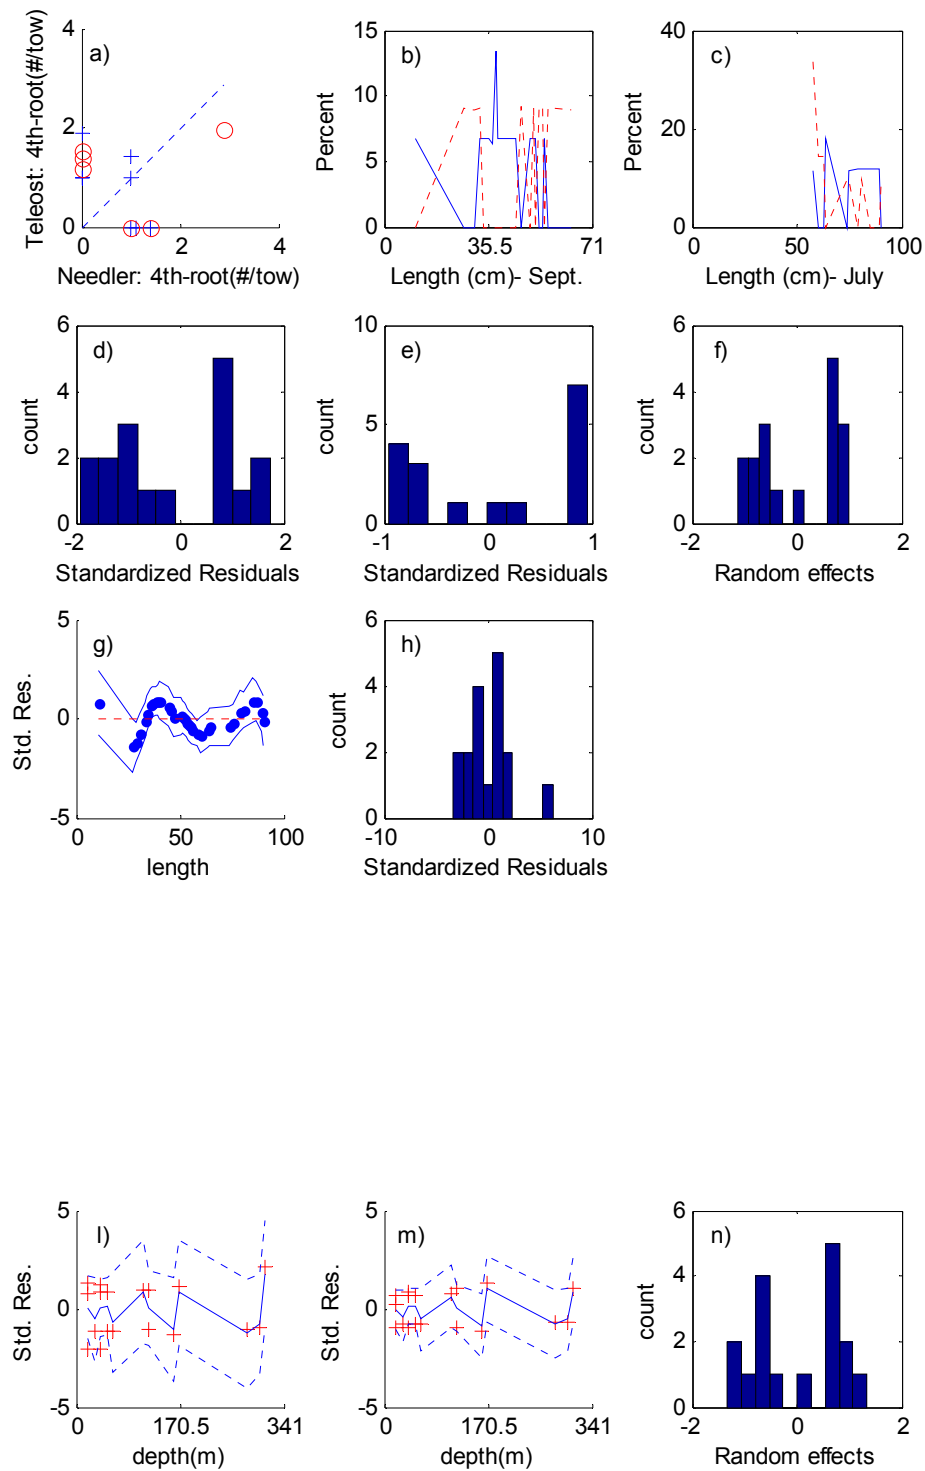 a)
Teleost: 4th-root(#/tow)
4
2
0
0 2 4
Needler: 4th-root(#/tow)
b)
Percent
15
10
5
0
0 35.5 71
Length (cm)- Sept.
c)
Percent
40
20
0
0 50 100
Length (cm)- July
d)
count
6
4
2
0
-2 0 2
Standardized Residuals
e)
count
10
5
0
-1 0 1
Standardized Residuals
f)
count
6
4
2
0
-2 0 2
Random effects
g)
Std. Res.
5
0
-5
0 50 100
length
h)
count
6
4
2
0
-10 0 10
Standardized Residuals
l)
Std. Res.
5
0
-5
0 170.5 341
depth(m)
m)
Std. Res.
5
0
-5
0 170.5 341
depth(m)
n)
count
6
4
2
0
-2 0 2
Random effects